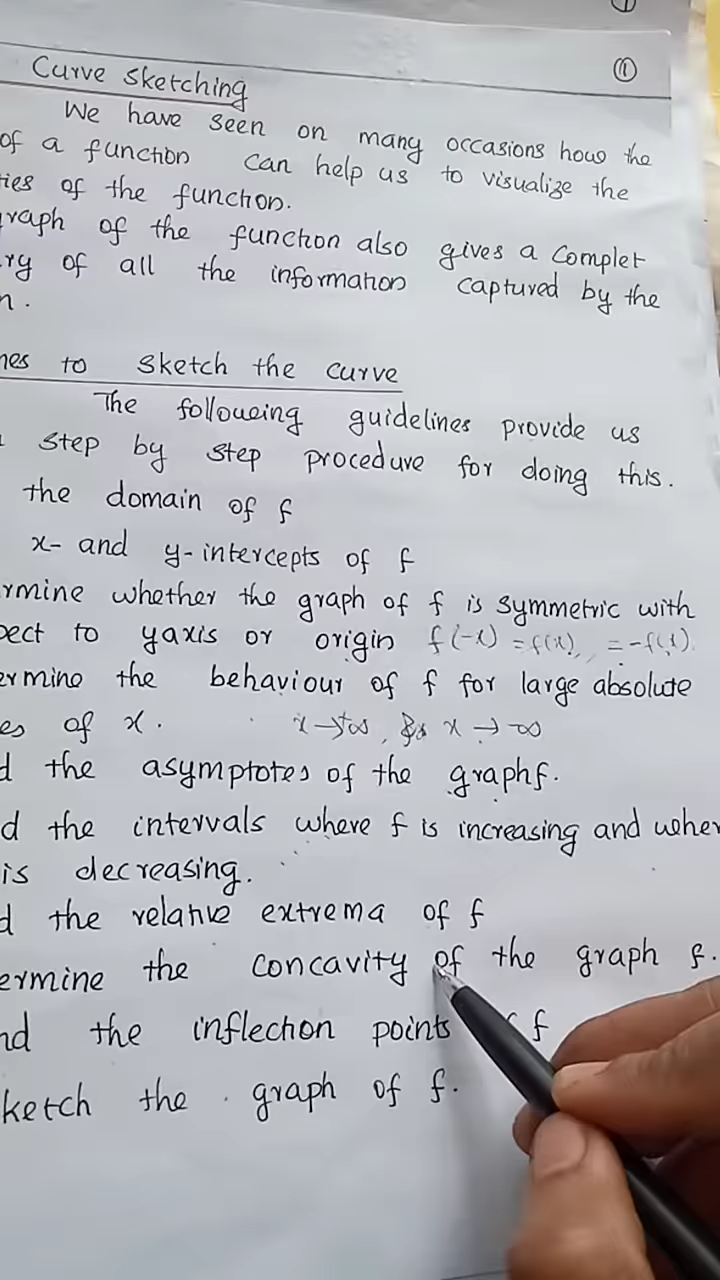 Curve sketching
We have seen on many occasions how the
of a function can help us to visualize the
ties of the function.
graph of the function also gives a Complet
ry of all the information captured by the
n.
nes to sketch the curve
The following guidelines provide us
step by step procedure for doing this.
the domain of f
x- and y-intercepts of f
rmine whether the graph of f is symmetric with
pect to yaxis or origin f(-x) = f(x), = -f(x).
ermine the behaviour of f for large absolute
es of x. x→+∞, & x→-∞
d the asymptotes of the graph f.
d the intervals where f is increasing and wher
is decreasing.
d the relative extrema of f
ermine the concavity of the graph f.
nd the inflection points of f
ketch the graph of f.